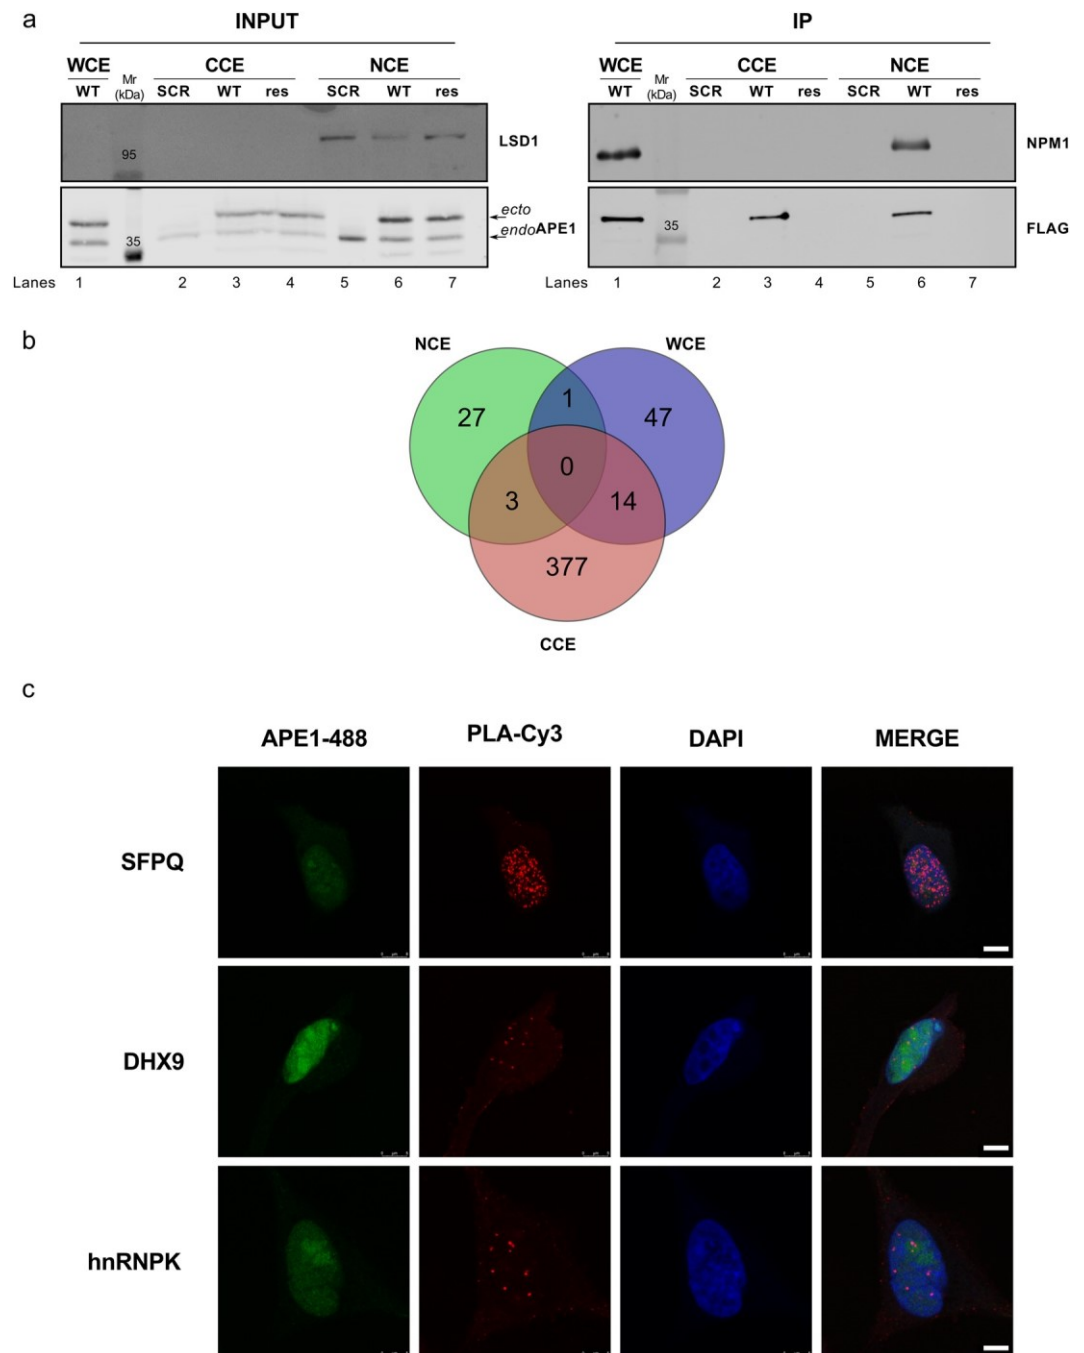 a
INPUT
IP
WCE CCE NCE
WCE CCE NCE
WT Mr (kDa) SCR WT res SCR WT res
WT Mr (kDa) SCR WT res SCR WT res
95
LSD1
NPM1
35
ecto
endo APE1
35
FLAG
Lanes 1 2 3 4 5 6 7
Lanes 1 2 3 4 5 6 7
b
NCE
WCE
27
1
47
0
3
14
377
CCE
c
APE1-488 PLA-Cy3 DAPI MERGE
SFPQ
DHX9
hnRNPK